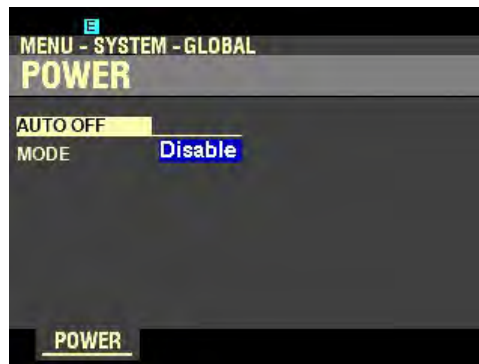 E
MENU - SYSTEM - GLOBAL
POWER
AUTO OFF
MODE Disable
POWER